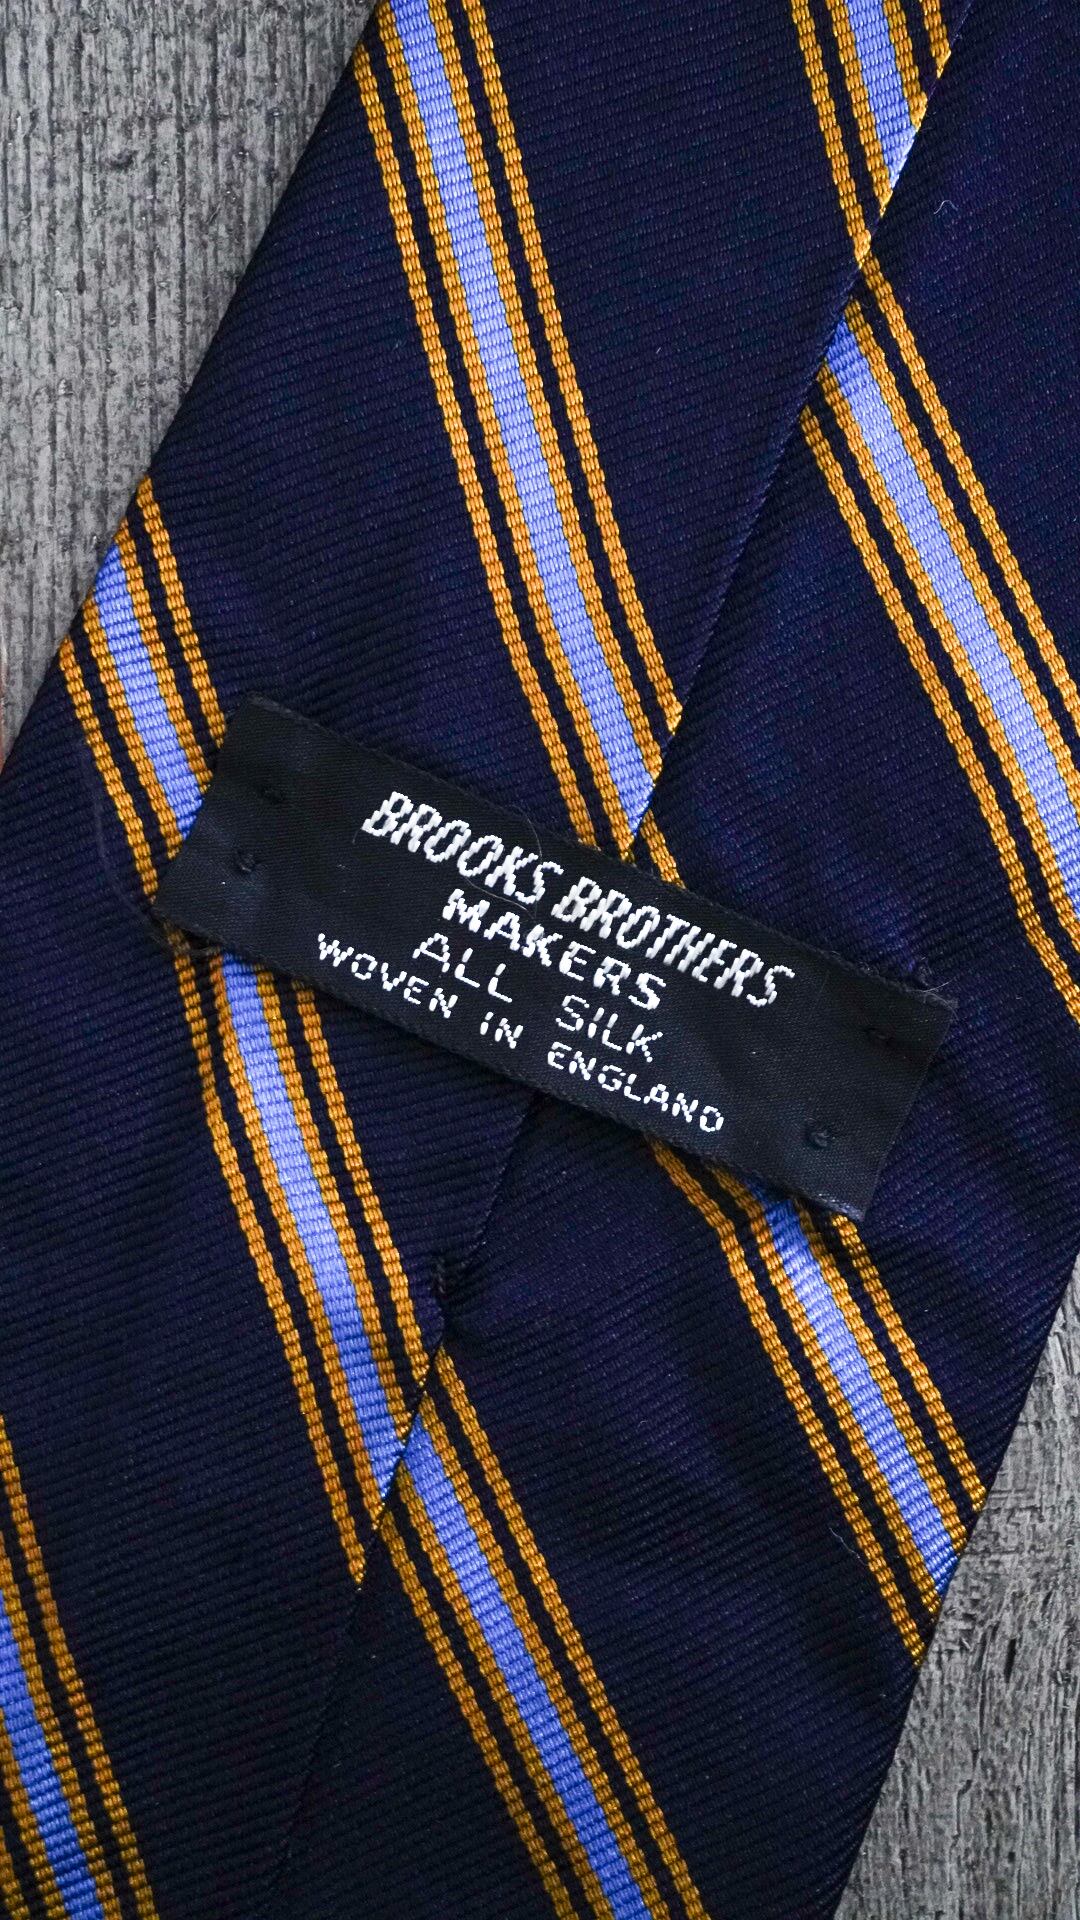 BROOKS BROTHERS
MAKERS
ALL SILK
WOVEN IN ENGLAND